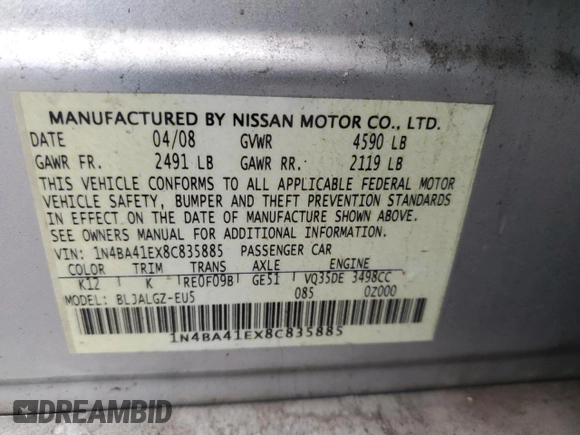 MANUFACTURED BY NISSAN MOTOR CO., LTD.
DATE 04/08 GVWR 4590 LB
GAWR FR. 2491 LB GAWR RR. 2119 LB
THIS VEHICLE CONFORMS TO ALL APPLICABLE FEDERAL MOTOR
VEHICLE SAFETY, BUMPER AND THEFT PREVENTION STANDARDS
IN EFFECT ON THE DATE OF MANUFACTURE SHOWN ABOVE.
SEE OWNERS MANUAL FOR ADDITIONAL INFORMATION.
VIN: 1N4BA41EX8C835885 PASSENGER CAR
COLOR TRIM TRANS AXLE ENGINE
K12 K RE0F09B GE51 VQ35DE 3498CC
MODEL: BLJALGZ-EU5 085 0Z000
1N4BA41EX8C835885
DREAMBID